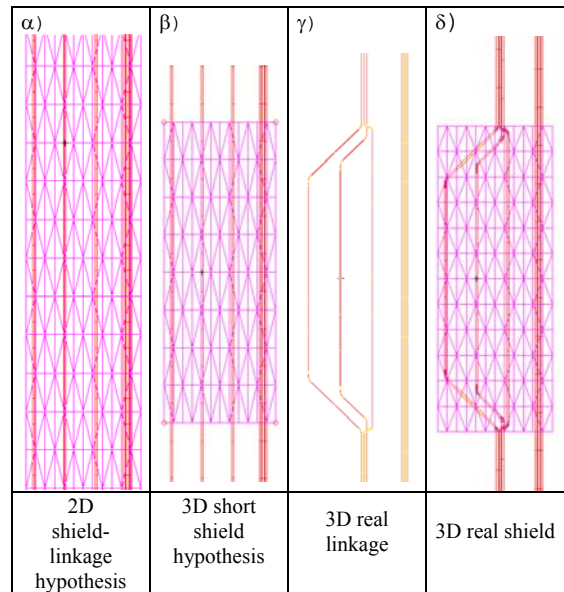 α)
β)
γ)
δ)
2D
shield-
linkage
hypothesis
3D short
shield
hypothesis
3D real
linkage
3D real shield